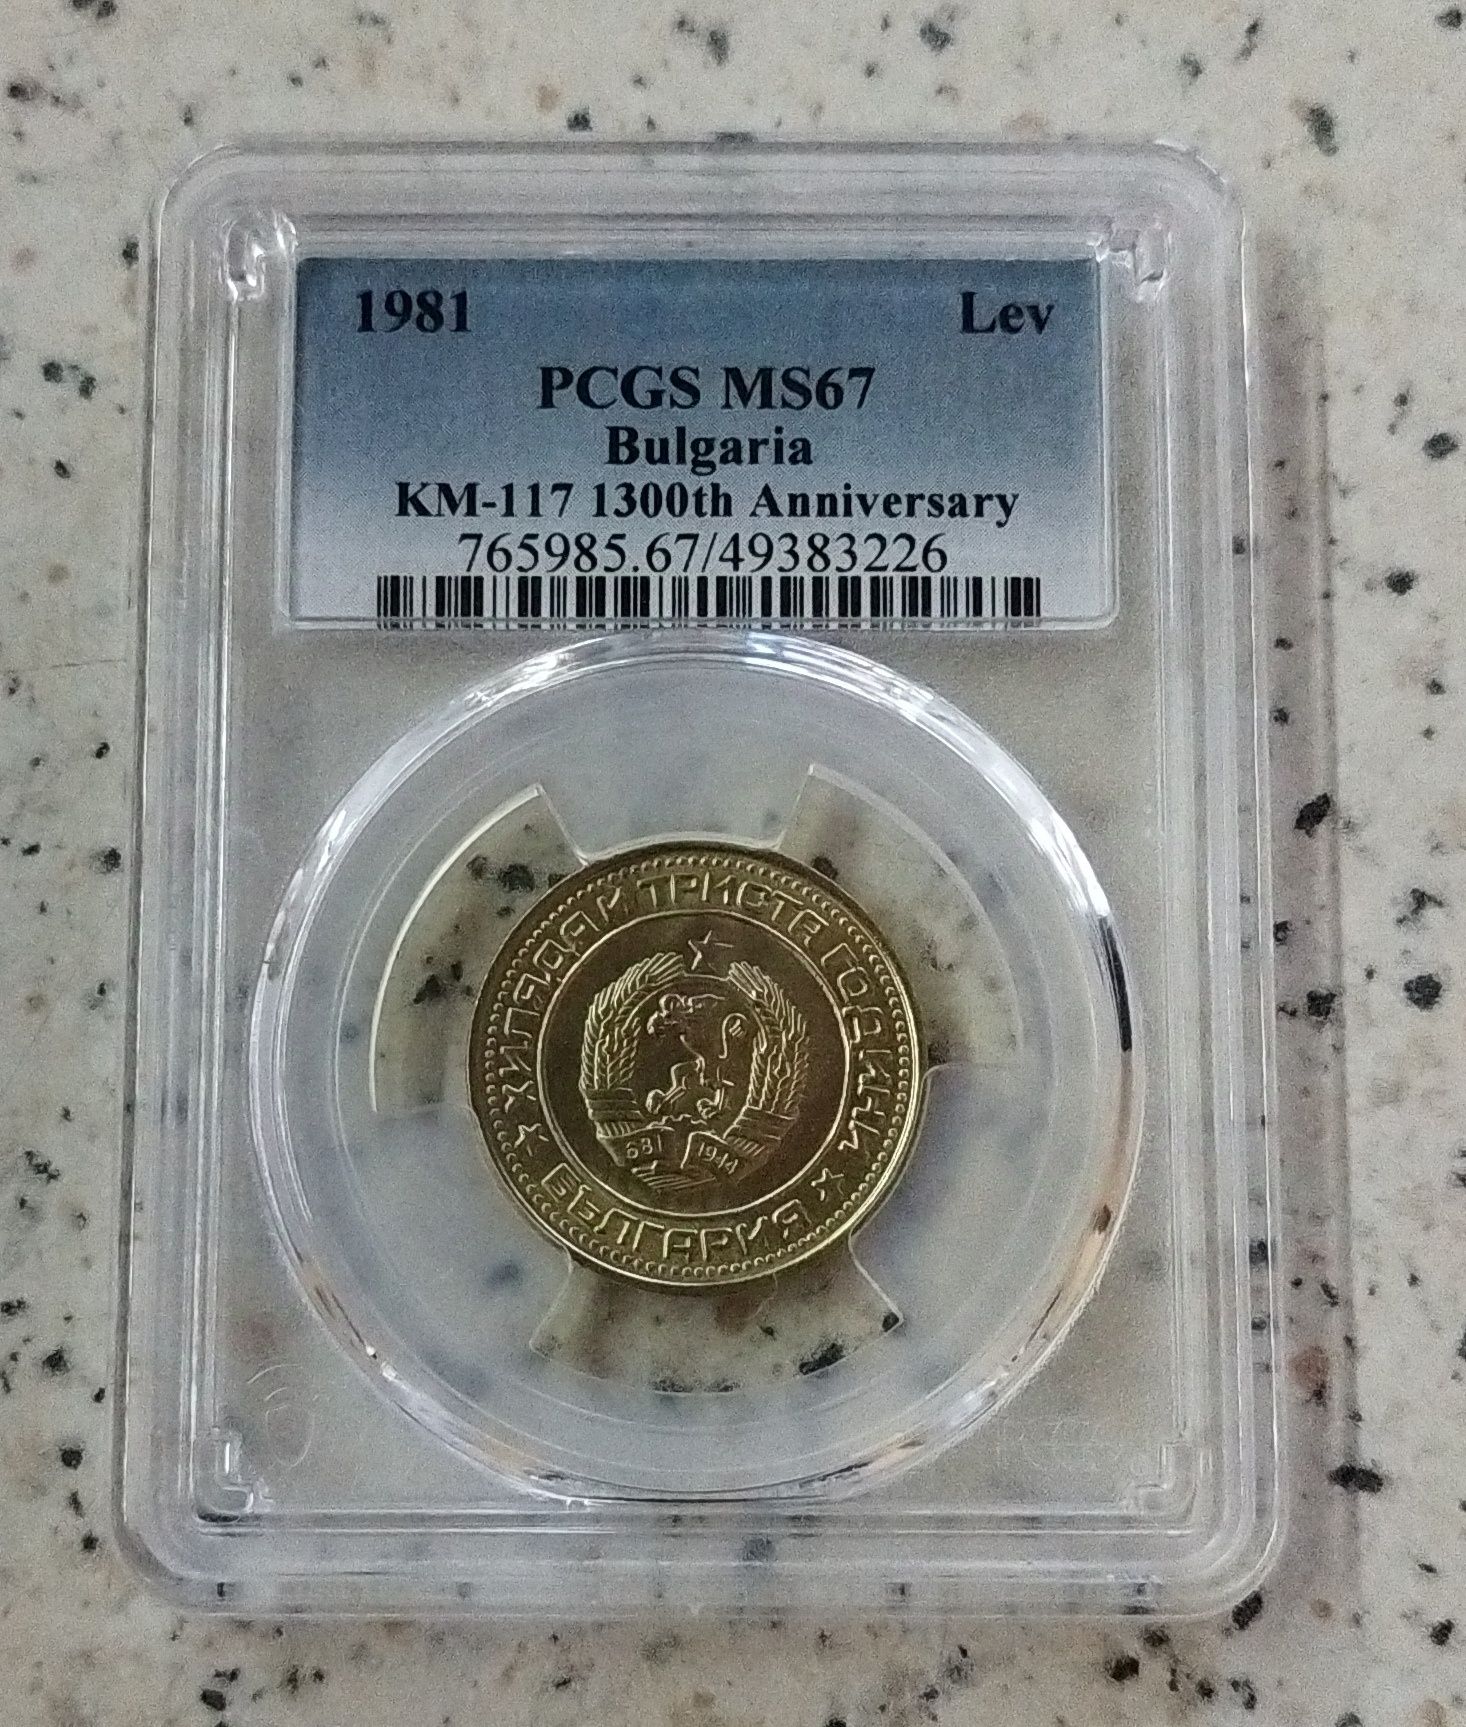 1981 Lev
PCGS MS67
Bulgaria
KM-117 1300th Anniversary
765985.67/49383226
ХИЛЯДА И ТРИСТА ГОДИНИ
681 1944
БЪЛГАРИЯ